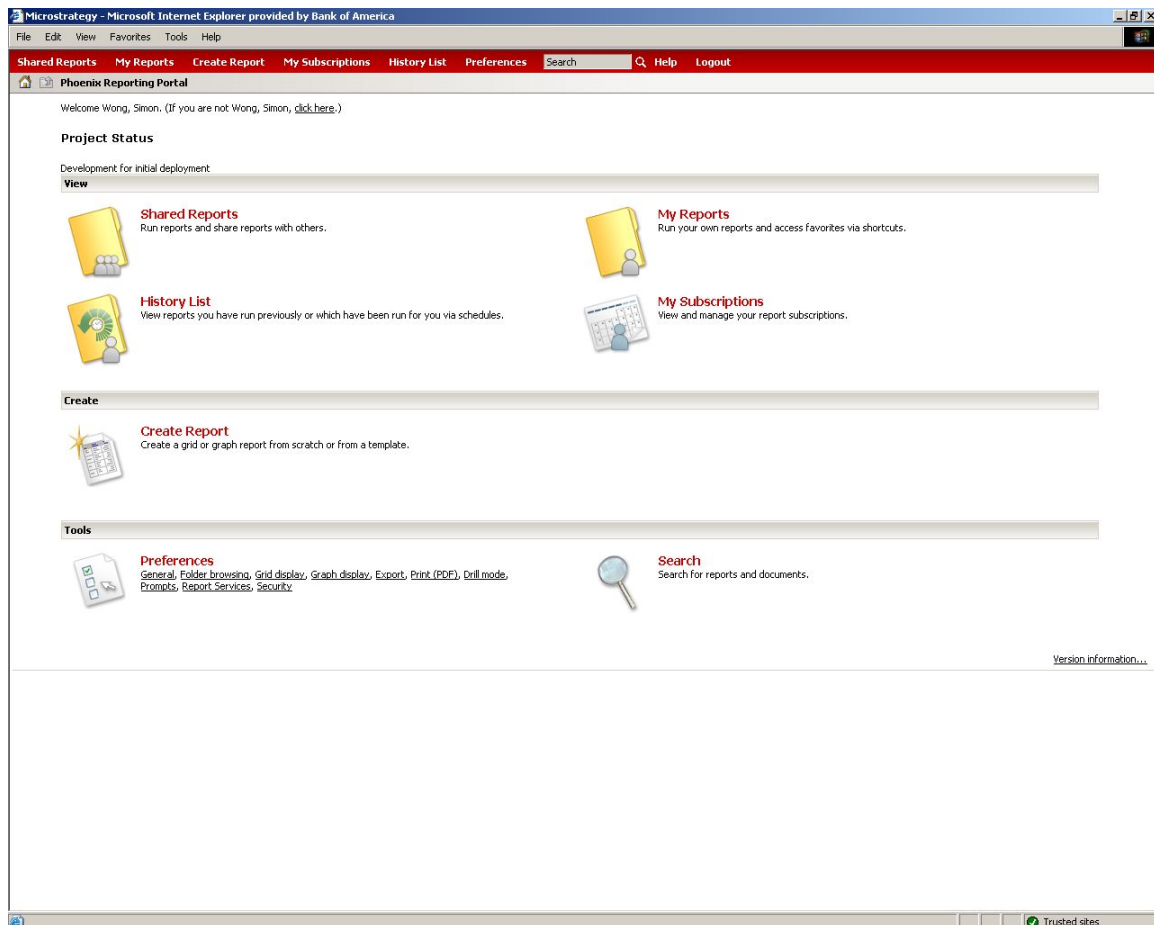 Microstrategy - Microsoft Internet Explorer provided by Bank of America
File Edit View Favorites Tools Help
Shared Reports My Reports Create Report My Subscriptions History List Preferences Search Help Logout
Phoenix Reporting Portal
Welcome Wong, Simon. (If you are not Wong, Simon, click here.)
Project Status
Development for initial deployment
View
Shared Reports
Run reports and share reports with others.
My Reports
Run your own reports and access favorites via shortcuts.
History List
View reports you have run previously or which have been run for you via schedules.
My Subscriptions
View and manage your report subscriptions.
Create
Create Report
Create a grid or graph report from scratch or from a template.
Tools
Preferences
General, Folder browsing, Grid display, Graph display, Export, Print (PDF), Drill mode,
Prompts, Report Services, Security
Search
Search for reports and documents.
Version information...
Trusted sites